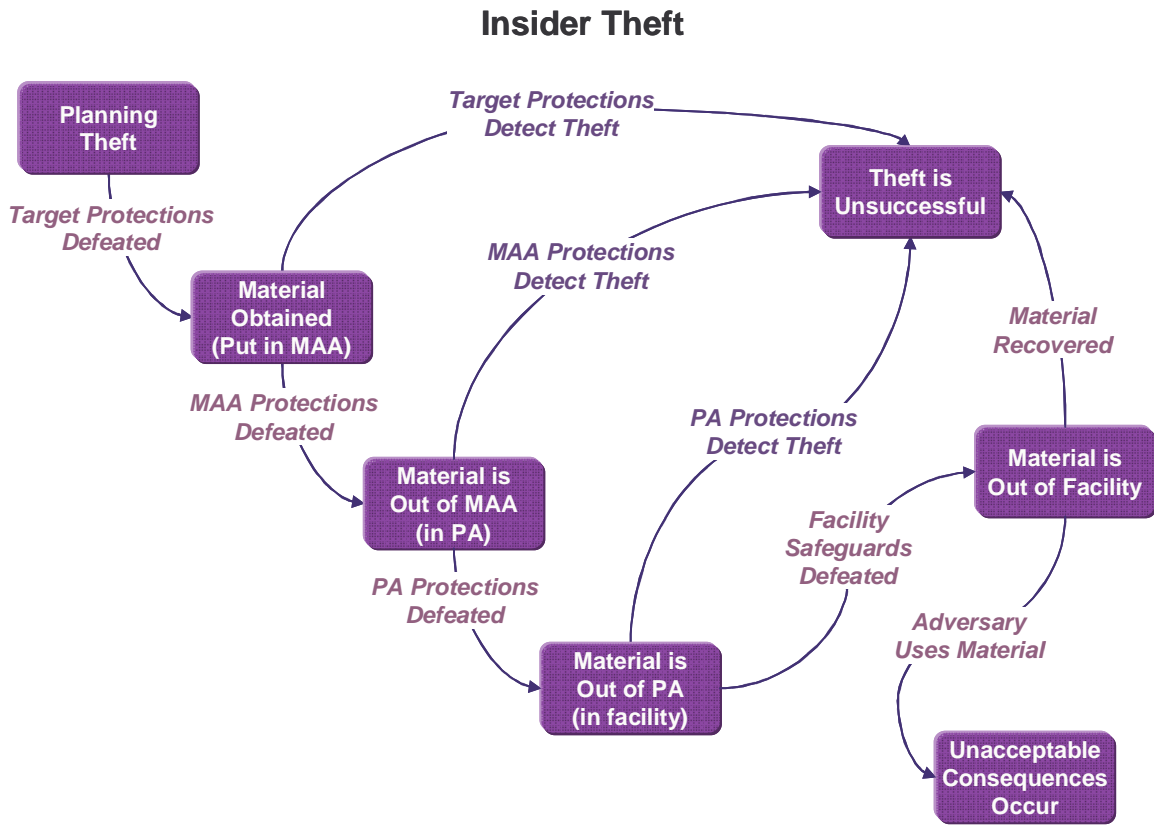 Insider Theft
Planning
Theft
Target Protections
Detect Theft
Theft is
Unsuccessful
Target Protections
Defeated
MAA Protections
Detect Theft
Material
Obtained
(Put in MAA)
Material
Recovered
MAA Protections
Defeated
PA Protections
Detect Theft
Material is
Out of Facility
Material is
Out of MAA
(in PA)
Facility
Safeguards
Defeated
PA Protections
Defeated
Adversary
Uses Material
Material is
Out of PA
(in facility)
Unacceptable
Consequences
Occur